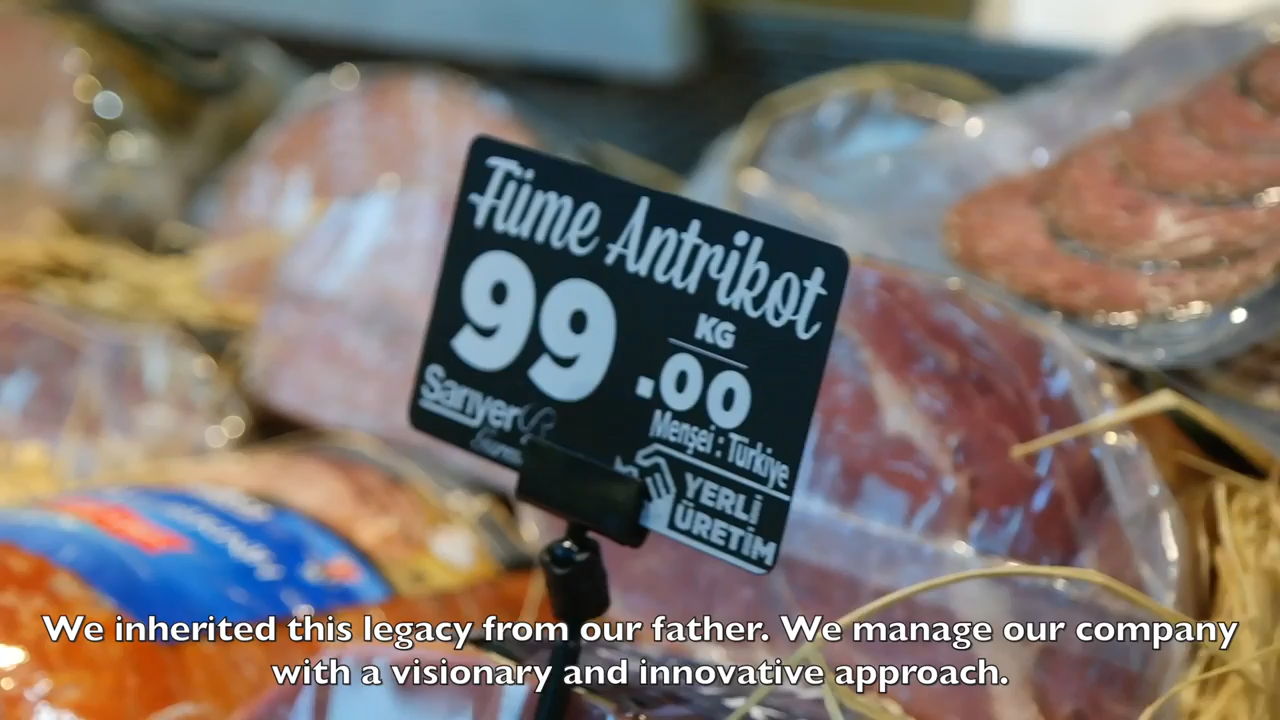 Füme Antrikot
KG
99
.00
Sarıyer
Menşei : Türkiye
YERLİ
ÜRETİM
We inherited this legacy from our father. We manage our company
with a visionary and innovative approach.